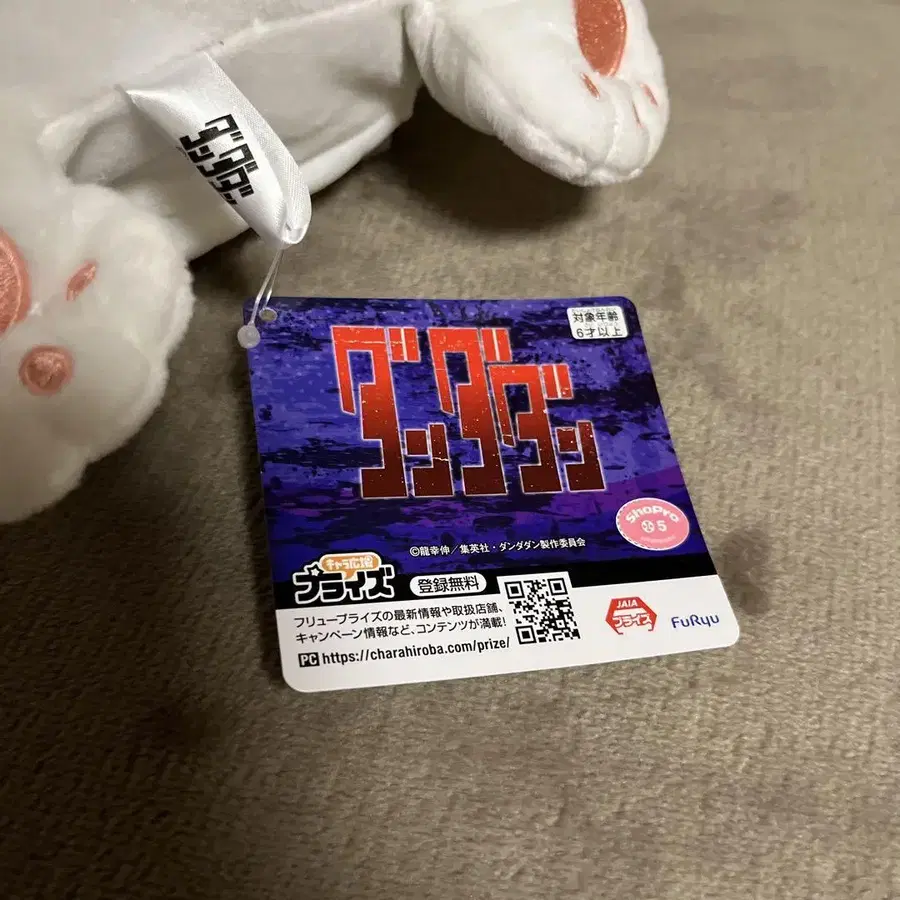 ダンダダン
対象年齢
6才以上
ダンダダン
ShoPro
5
©龍幸伸/集英社・ダンダダン製作委員会
キャラ広場
プライズ
登録無料
フリュープライズの最新情報や取扱店舗、
キャンペーン情報など、コンテンツが満載!
PC https://charahiroba.com/prize/
JAIA
プライズ
FuRyu